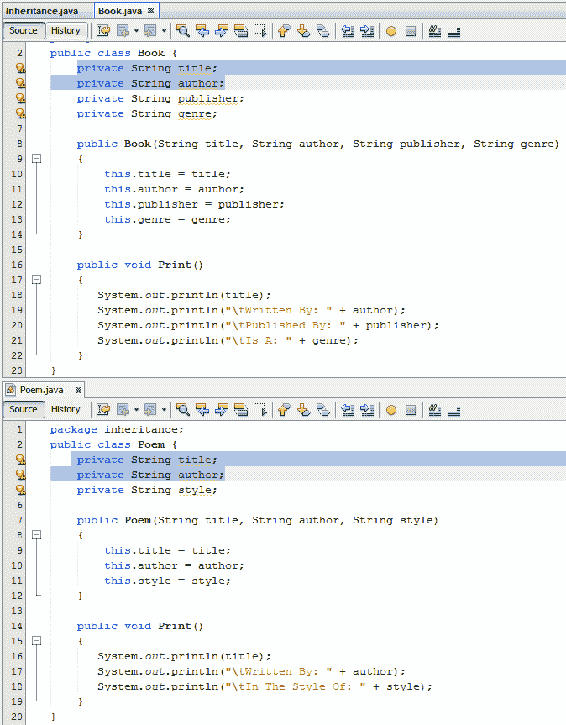 Inheritance.java
Book.java
Source History
2 public class Book {
private String title;
private String author;
private String publisher;
private String genre;
7
8 public Book(String title, String author, String publisher, String genre)
9 {
10 this.title = title;
11 this.author = author;
12 this.publisher = publisher;
13 this.genre = genre;
14 }
15
16 public void Print()
17 {
18 System.out.println(title);
19 System.out.println("\tWritten By: " + author);
20 System.out.println("\tPublished By: " + publisher);
21 System.out.println("\tIs A: " + genre);
22 }
23 }
Poem.java
Source History
1 package inheritance;
2 public class Poem {
private String title;
private String author;
private String style;
6
7 public Poem(String title, String author, String style)
8 {
9 this.title = title;
10 this.author = author;
11 this.style = style;
12 }
13
14 public void Print()
15 {
16 System.out.println(title);
17 System.out.println("\tWritten By: " + author);
18 System.out.println("\tIn The Style Of: " + style);
19 }
20 }